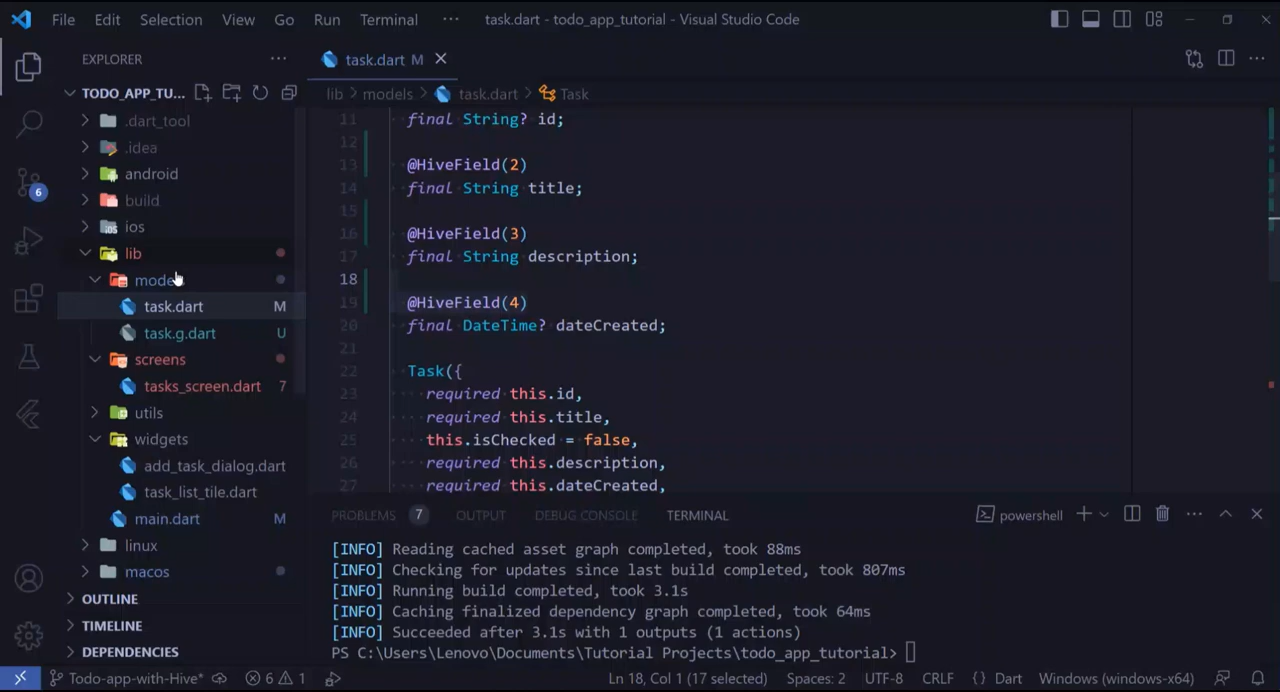 File Edit Selection View Go Run Terminal ··· task.dart - todo_app_tutorial - Visual Studio Code
EXPLORER ···
task.dart M
TODO_APP_TU...
lib > models > task.dart > Task
.dart_tool
.idea
android
build
ios
lib
task.dart M
task.g.dart U
screens
tasks_screen.dart 7
utils
widgets
add_task_dialog.dart
task_list_tile.dart
main.dart M
linux
macos
OUTLINE
TIMELINE
DEPENDENCIES
6
11 final String? id;
12
13 @HiveField(2)
14 final String title;
15
16 @HiveField(3)
17 final String description;
18
19 @HiveField(4)
20 final DateTime? dateCreated;
21
22 Task({
23 required this.id,
24 required this.title,
25 this.isChecked = false,
26 required this.description,
27 required this.dateCreated,
PROBLEMS 7 OUTPUT DEBUG CONSOLE TERMINAL powershell
[INFO] Reading cached asset graph completed, took 88ms
[INFO] Checking for updates since last build completed, took 807ms
[INFO] Running build completed, took 3.1s
[INFO] Caching finalized dependency graph completed, took 64ms
[INFO] Succeeded after 3.1s with 1 outputs (1 actions)
PS C:\Users\Lenovo\Documents\Tutorial Projects\todo_app_tutorial>
Todo-app-with-Hive* 6 1 Ln 18, Col 1 (17 selected) Spaces: 2 UTF-8 CRLF {} Dart Windows (windows-x64)